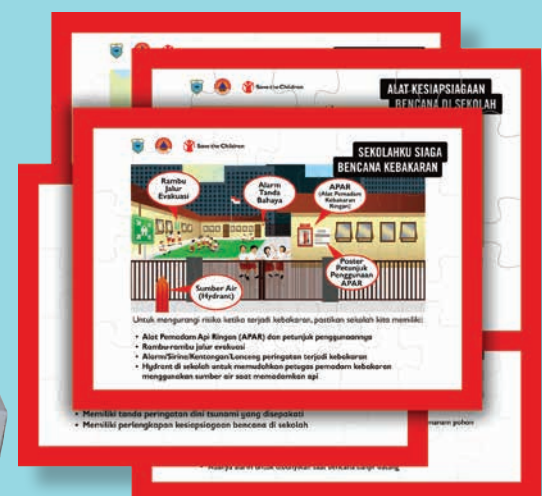 Save the Children
ALAT KESIAPSIAGAAN
BENCANA DI SEKOLAH
Save the Children
SEKOLAHKU SIAGA
BENCANA KEBAKARAN
Rambu
Jalur
Evakuasi
Alarm
Tanda
Bahaya
APAR
(Alat Pemadam
Kebakaran
Ringan)
Poster
Petunjuk
Penggunaan
APAR
Sumber Air
(Hydrant)
Untuk mengurangi risiko ketika terjadi kebakaran, pastikan sekolah kita memiliki:
• Alat Pemadam Api Ringan (APAR) dan petunjuk penggunaannya
• Rambu-rambu jalur evakuasi
• Alarm/Sirine/Kentongan/Lonceng peringatan terjadi kebakaran
• Hydrant di sekolah untuk memudahkan petugas pemadam kebakaran
menggunakan sumber air saat memadamkan api
• Memiliki tanda peringatan dini tsunami yang disepakati
• Memiliki perlengkapan kesiapsiagaan bencana di sekolah
pohon